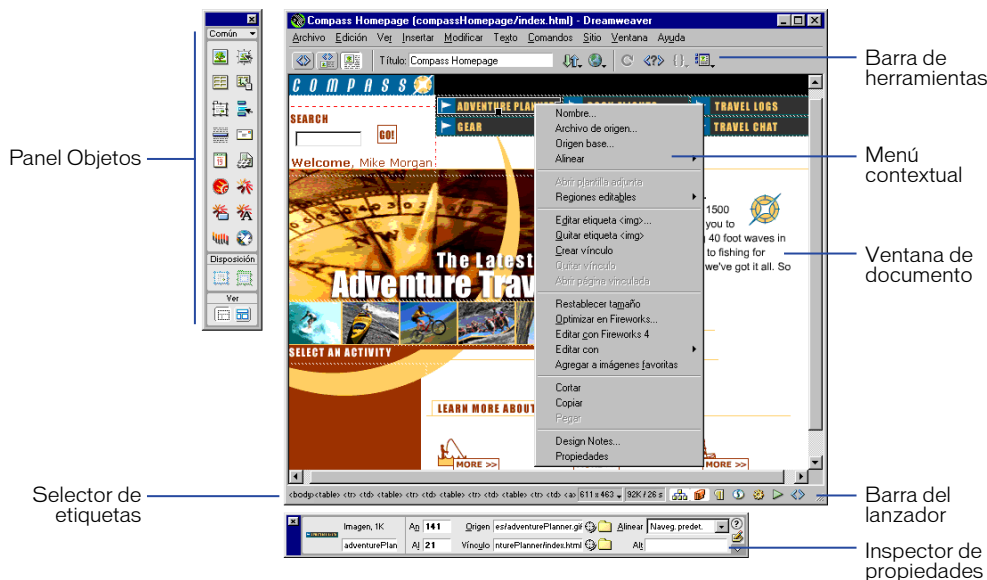 Compass Homepage (compassHomepage/index.html) - Dreamweaver
Archivo Edición Ver Insertar Modificar Texto Comandos Sitio Ventana Ayuda
Título: Compass Homepage
Barra de
herramientas
Común
Panel Objetos
Disposición
Ver
COMPASS
ADVENTURE PLANNER
TRAVEL LOGS
GEAR
TRAVEL CHAT
SEARCH
GO!
Welcome, Mike Morgan
Nombre...
Archivo de origen...
Origen base...
Alinear
Abrir plantilla adjunta
Regiones editables
Editar etiqueta <img>...
Quitar etiqueta <img>
Crear vínculo
Quitar vínculo
Abrir página vinculada
Restablecer tamaño
Optimizar en Fireworks...
Editar con Fireworks 4
Editar con
Agregar a imágenes favoritas
Cortar
Copiar
Pegar
Design Notes...
Propiedades
Menú
contextual
1500
you to
40 foot waves in
to fishing for
we've got it all. So
Ventana de
documento
The Latest
Adventure Trav
SELECT AN ACTIVITY
LEARN MORE ABOUT
MORE >>
MORE >>
Selector de
etiquetas
<body> <table> <tr> <td> <table> <tr> <td> <table> <tr> <td> <table> <tr> <td> <a> 611 x 463 92K / 26 s
Barra del
lanzador
Imagen, 1K An 141 Origen es/adventurePlanner.gif Alinear Naveg. predet.
adventurePlan Al 21 Vínculo nturePlanner/index.html Alt
Inspector de
propiedades